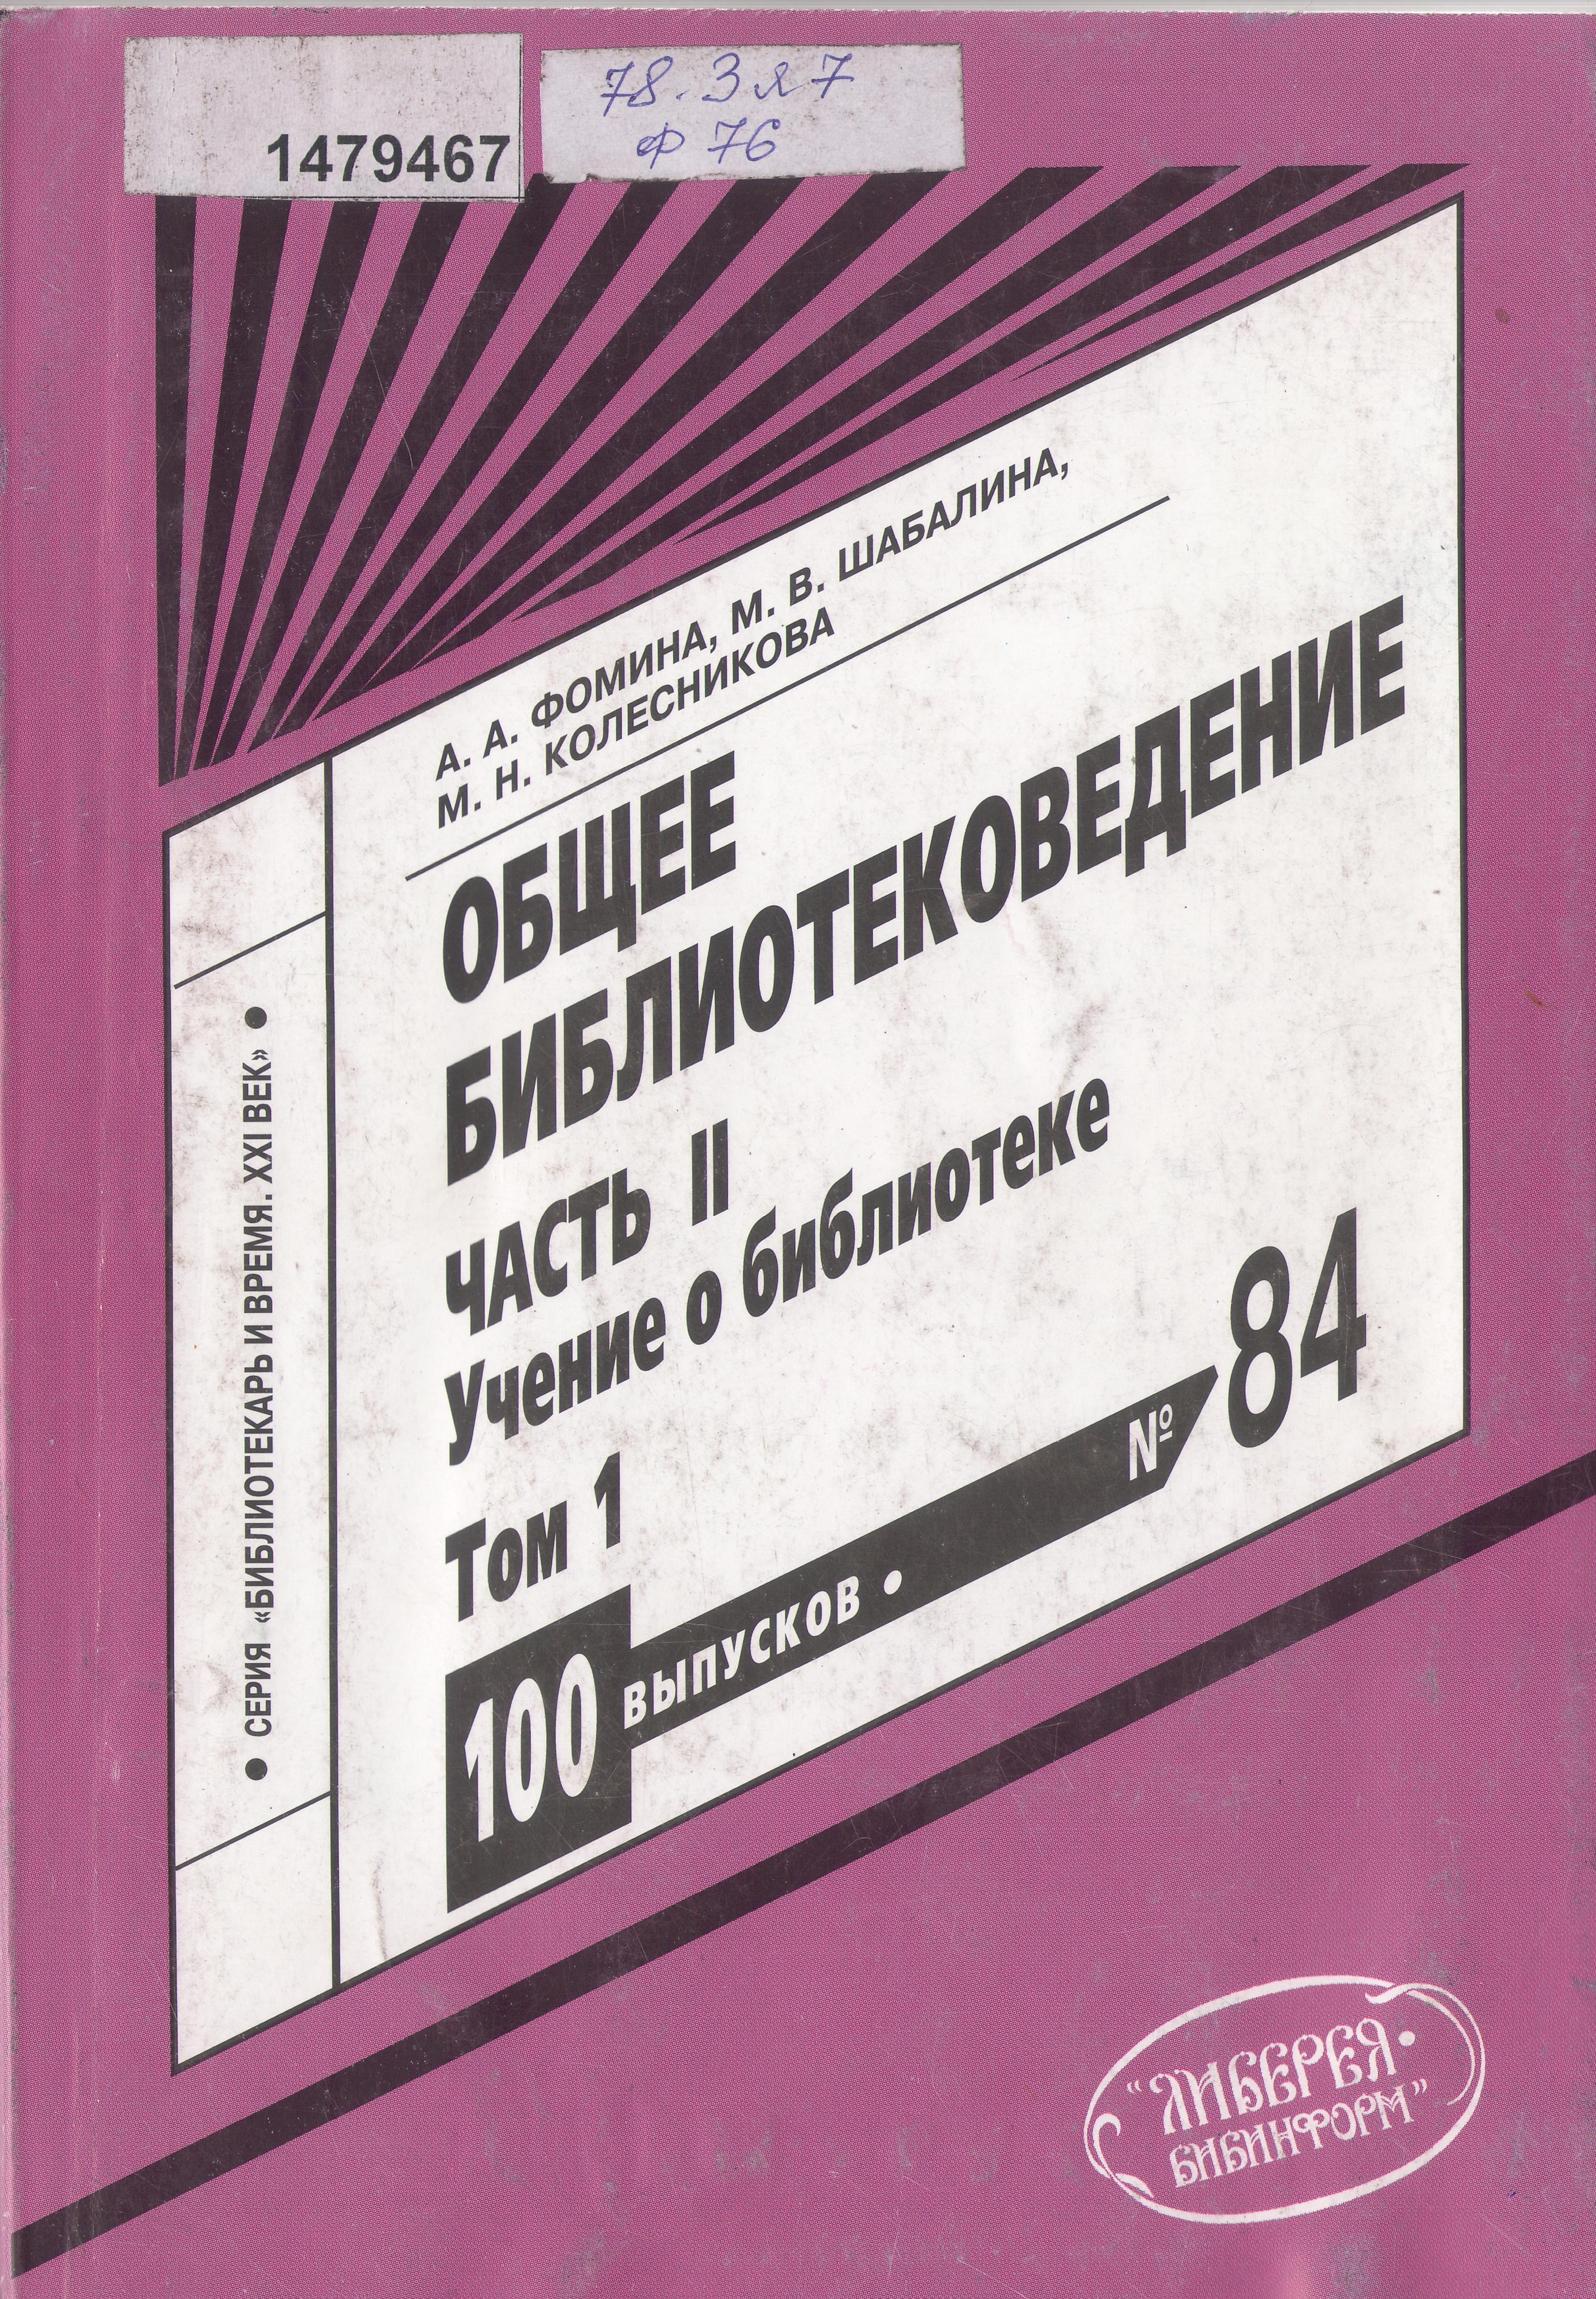 1479467
78.3я7
Ф 76
А. А. ФОМИНА, М. В. ШАБАЛИНА,
М. Н. КОЛЕСНИКОВА
ОБЩЕЕ
БИБЛИОТЕКОВЕДЕНИЕ
ЧАСТЬ II
Учение о библиотеке
Том 1
100 ВЫПУСКОВ • № 84
• СЕРИЯ «БИБЛИОТЕКАРЬ И ВРЕМЯ. XXI ВЕК» •
"ЛИБЕРЕЯ•
БИБИНФОРМ"